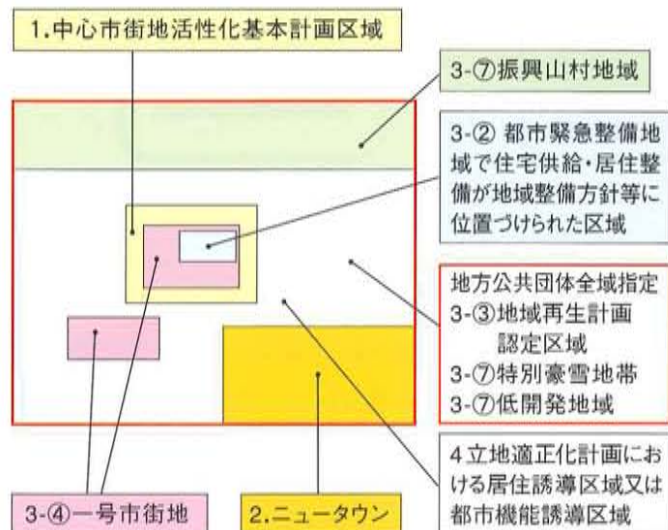 1.中心市街地活性化基本計画区域
3-⑦振興山村地域
3-② 都市緊急整備地
域で住宅供給・居住整
備が地域整備方針等に
位置づけられた区域
地方公共団体全域指定
3-③地域再生計画
認定区域
3-⑦特別豪雪地帯
3-⑦低開発地域
4立地適正化計画にお
ける居住誘導区域又は
都市機能誘導区域
3-④一号市街地
2.ニュータウン